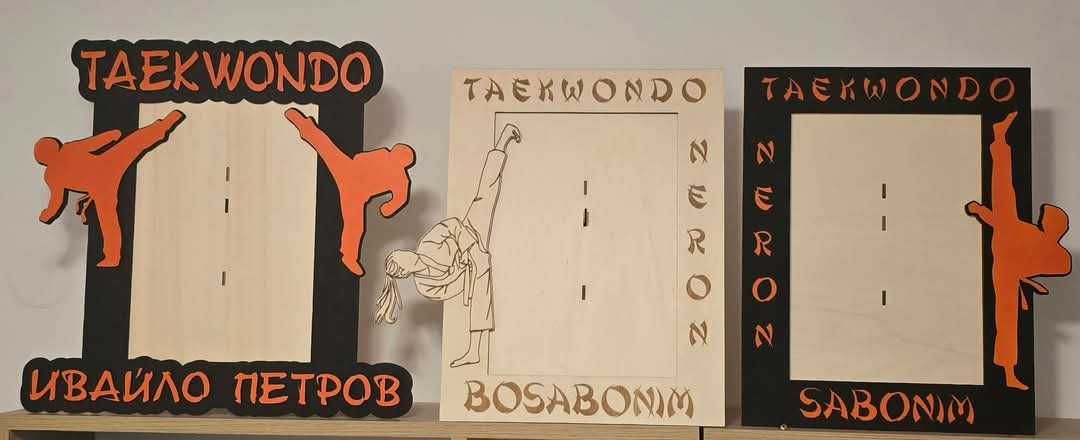 TAEKWONDO
ИВАЙЛО ПЕТРОВ
TAEKWONDO
NERON
BOSABONIM
TAEKWONDO
NERON
SABONIM